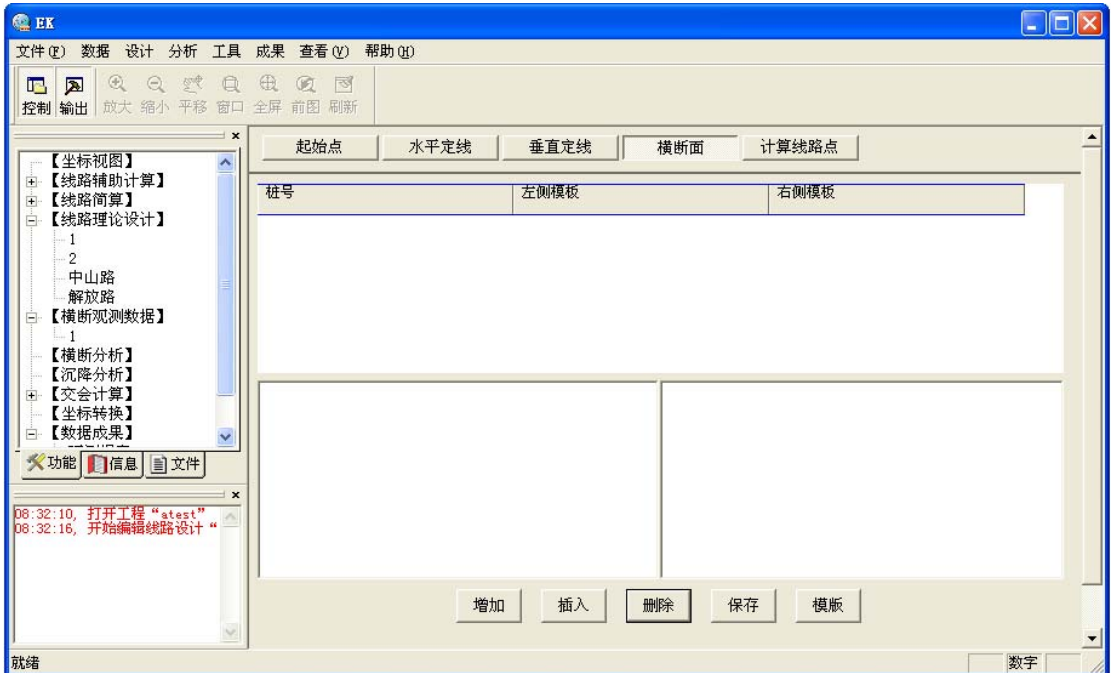 EK
文件(F) 数据 设计 分析 工具 成果 查看(V) 帮助(H)
控制 输出 放大 缩小 平移 窗口 全屏 前图 刷新
起始点 水平定线 垂直定线 横断面 计算线路点
桩号 左侧模板 右侧模板
【坐标视图】
【线路辅助计算】
【线路简算】
【线路理论设计】
1
2
中山路
解放路
【横断观测数据】
1
【横断分析】
【沉降分析】
【交会计算】
【坐标转换】
【数据成果】
功能 信息 文件
08:32:10, 打开工程“atest”
08:32:16, 开始编辑线路设计“
增加 插入 删除 保存 模版
就绪 数字